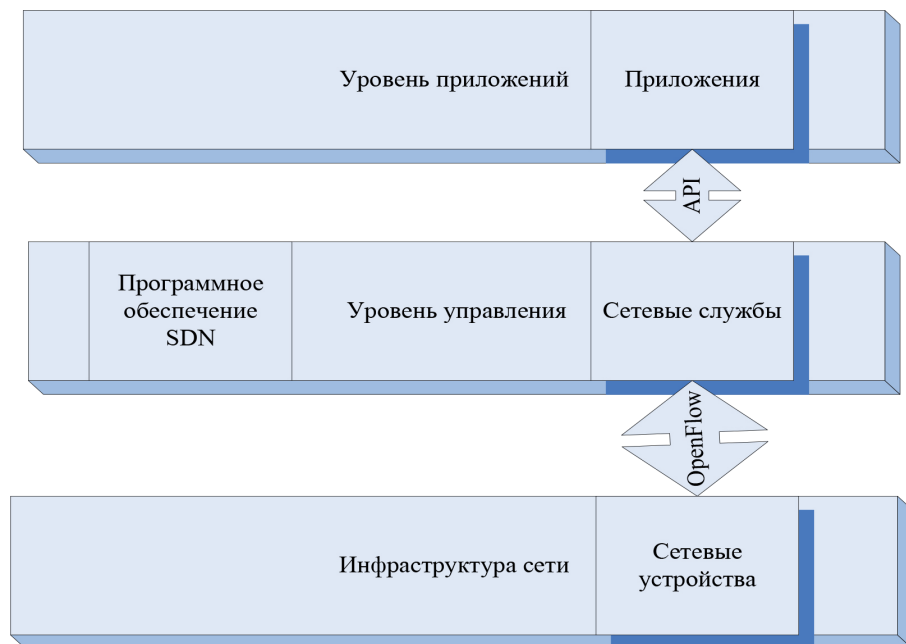 Уровень приложений
Приложения
API
Программное
обеспечение
SDN
Уровень управления
Сетевые службы
OpenFlow
Инфраструктура сети
Сетевые
устройства